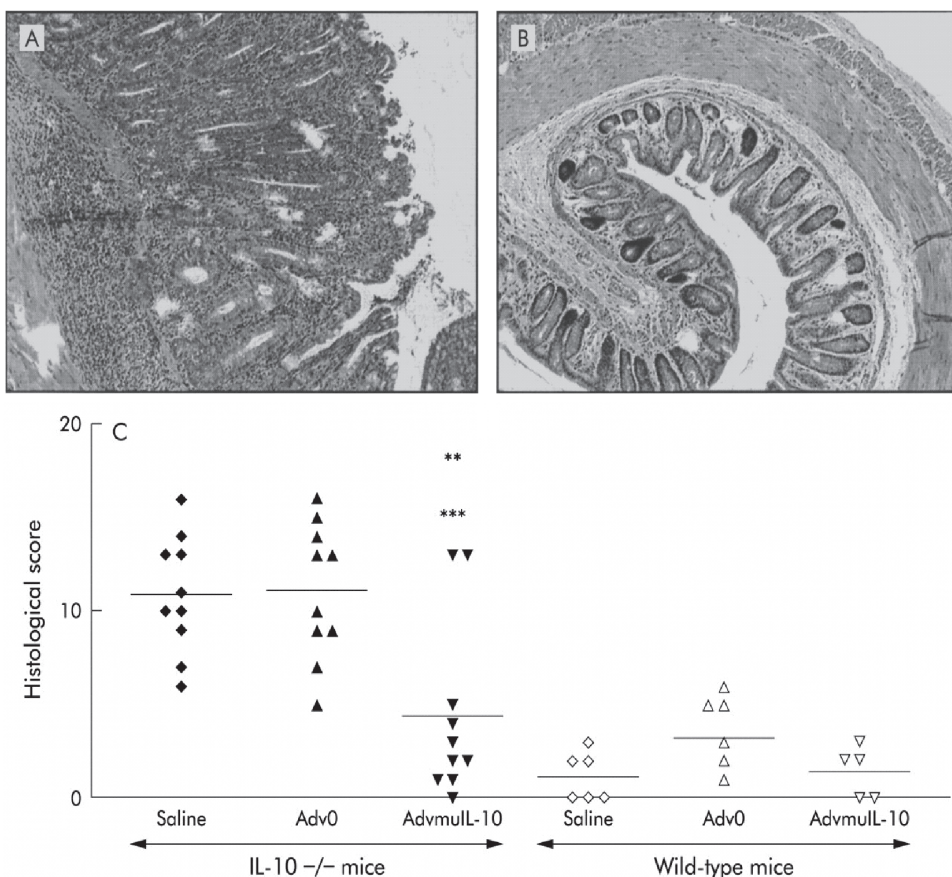 A
B
C
20
10
0
Histological score
**
***
Saline
Adv0
AdvmuIL-10
Saline
Adv0
AdvmuIL-10
IL-10 –/– mice
Wild-type mice